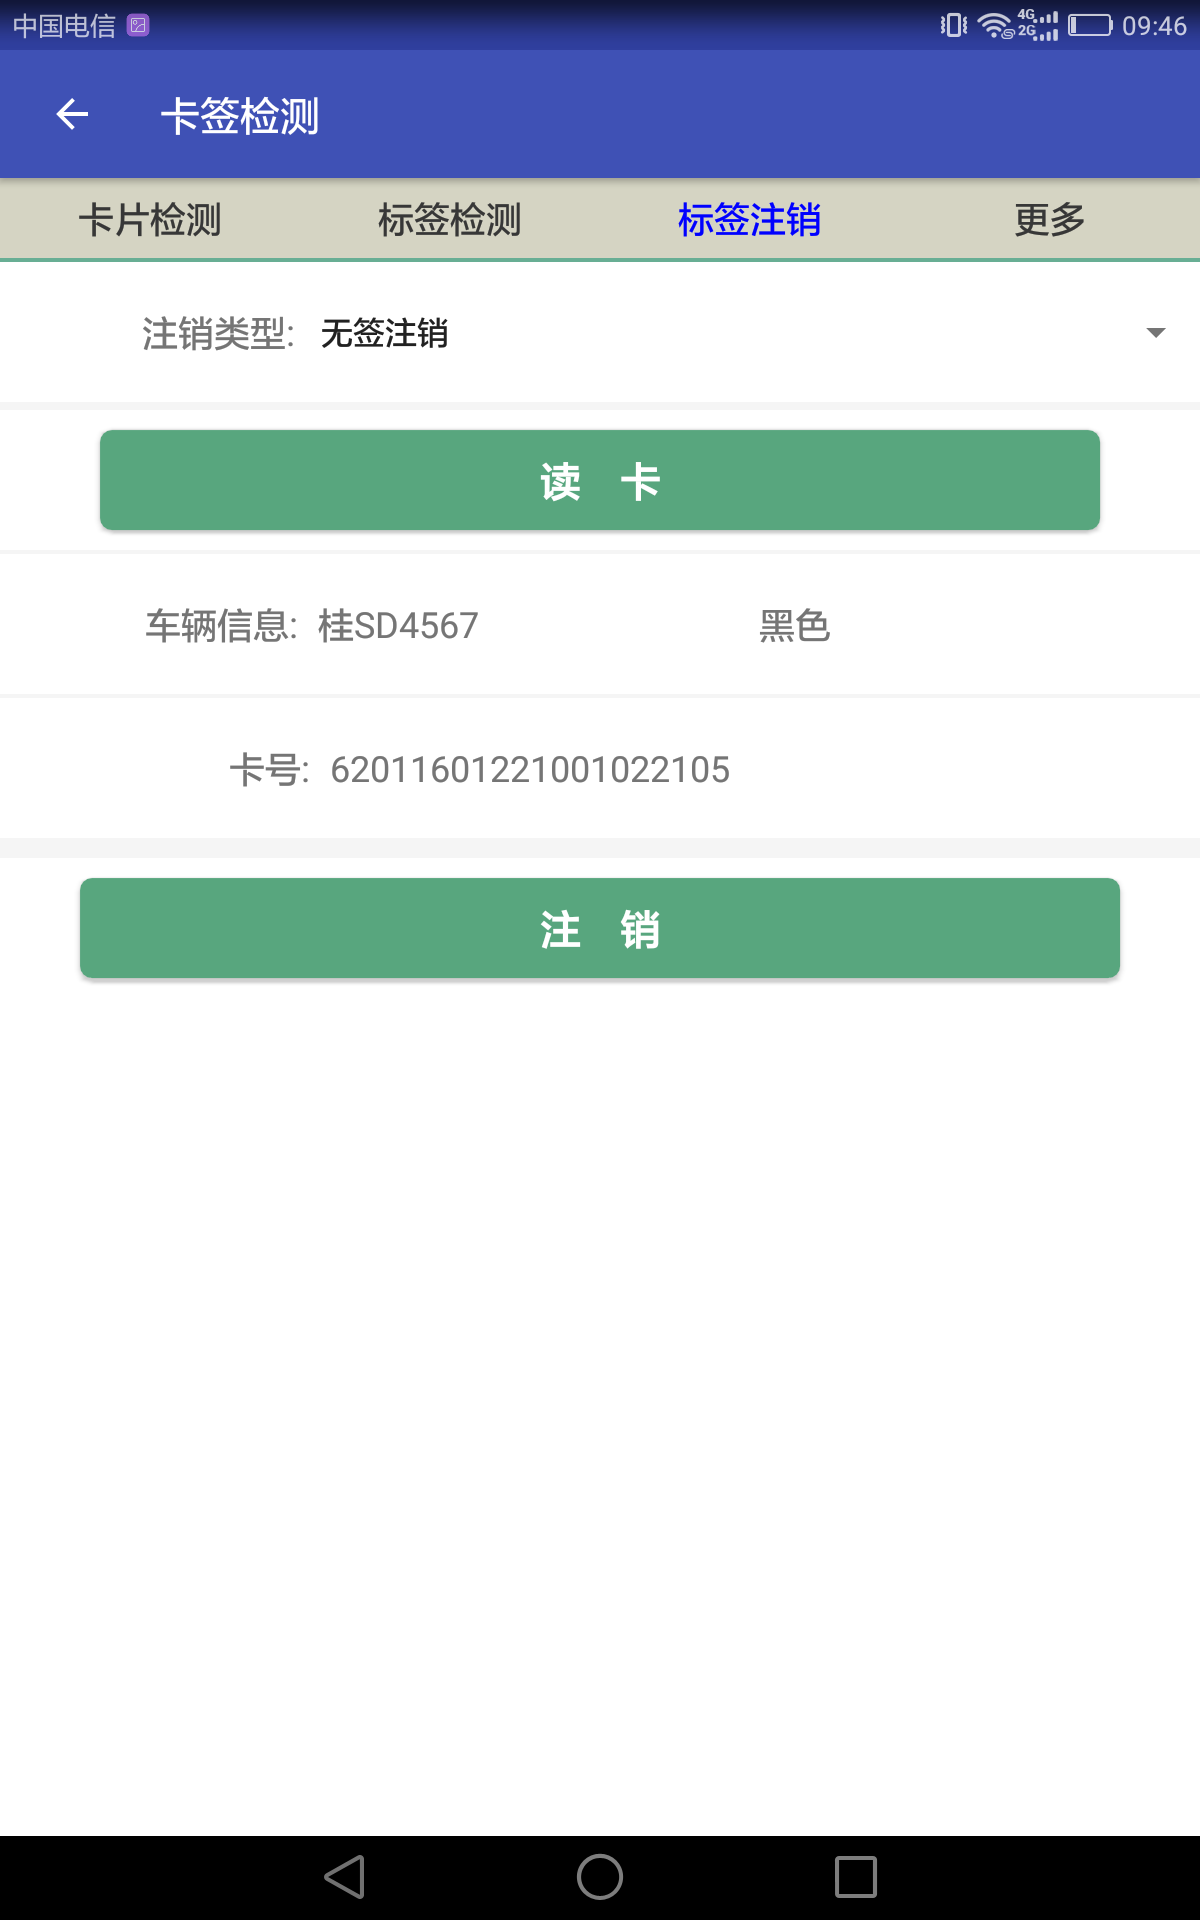 中国电信 4G 2G 09:46
卡签检测
卡片检测 标签检测 标签注销 更多
注销类型: 无签注销
读 卡
车辆信息: 桂SD4567 黑色
卡号: 62011601221001022105
注 销